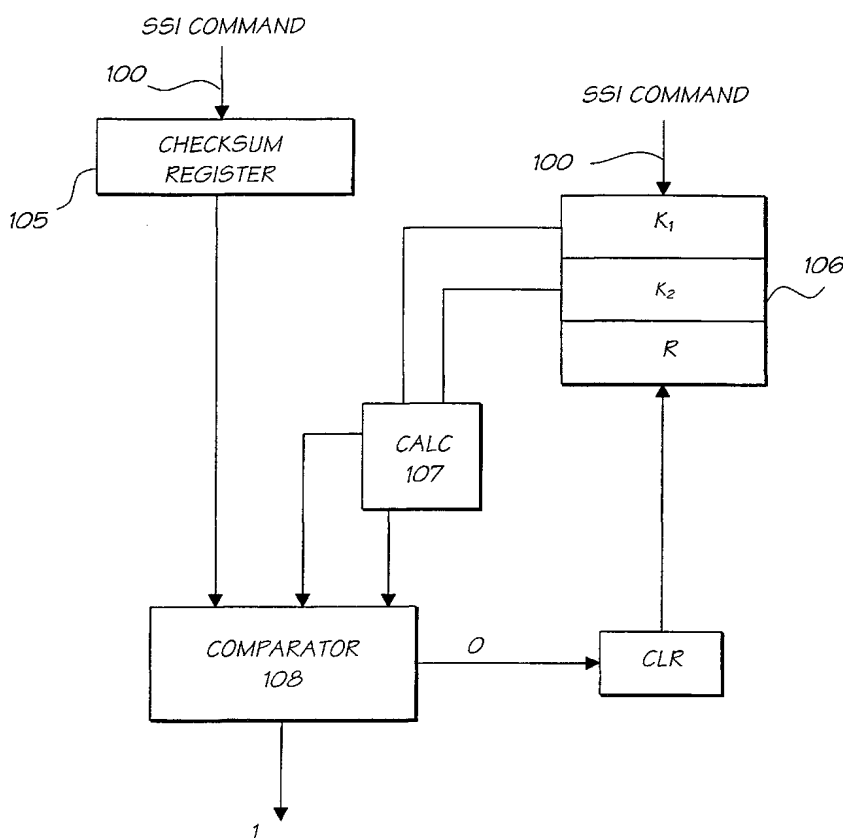 SSI COMMAND
100
CHECKSUM
REGISTER
105
SSI COMMAND
100
K₁
K₂
R
106
CALC
107
COMPARATOR
108
0
CLR
1